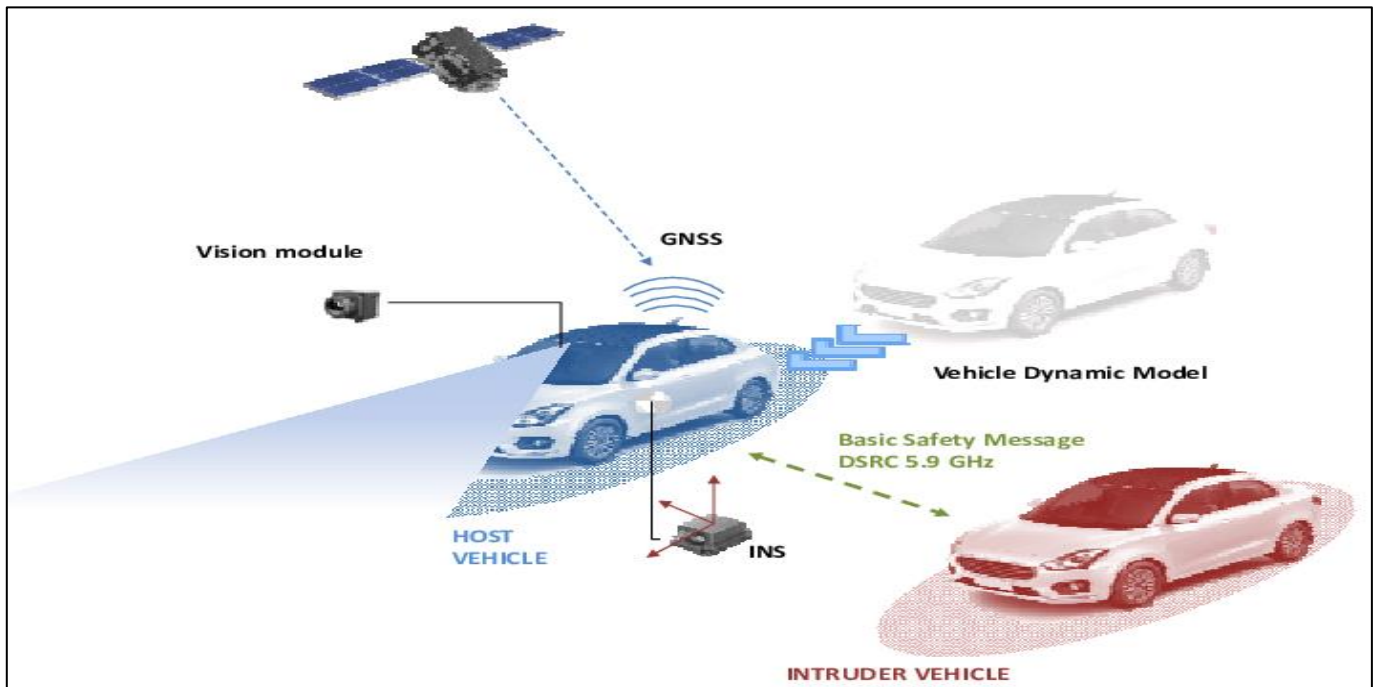 GNSS
Vision module
Vehicle Dynamic Model
Basic Safety Message
DSRC 5.9 GHz
HOST
VEHICLE
INS
INTRUDER VEHICLE